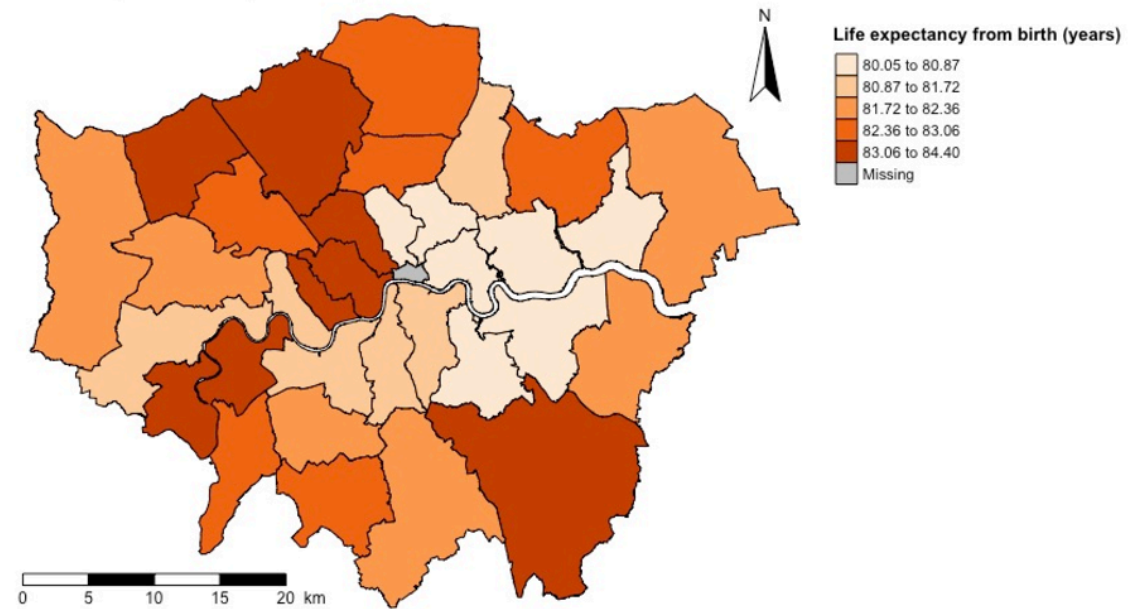 N
Life expectancy from birth (years)
80.05 to 80.87
80.87 to 81.72
81.72 to 82.36
82.36 to 83.06
83.06 to 84.40
Missing
0 5 10 15 20 km